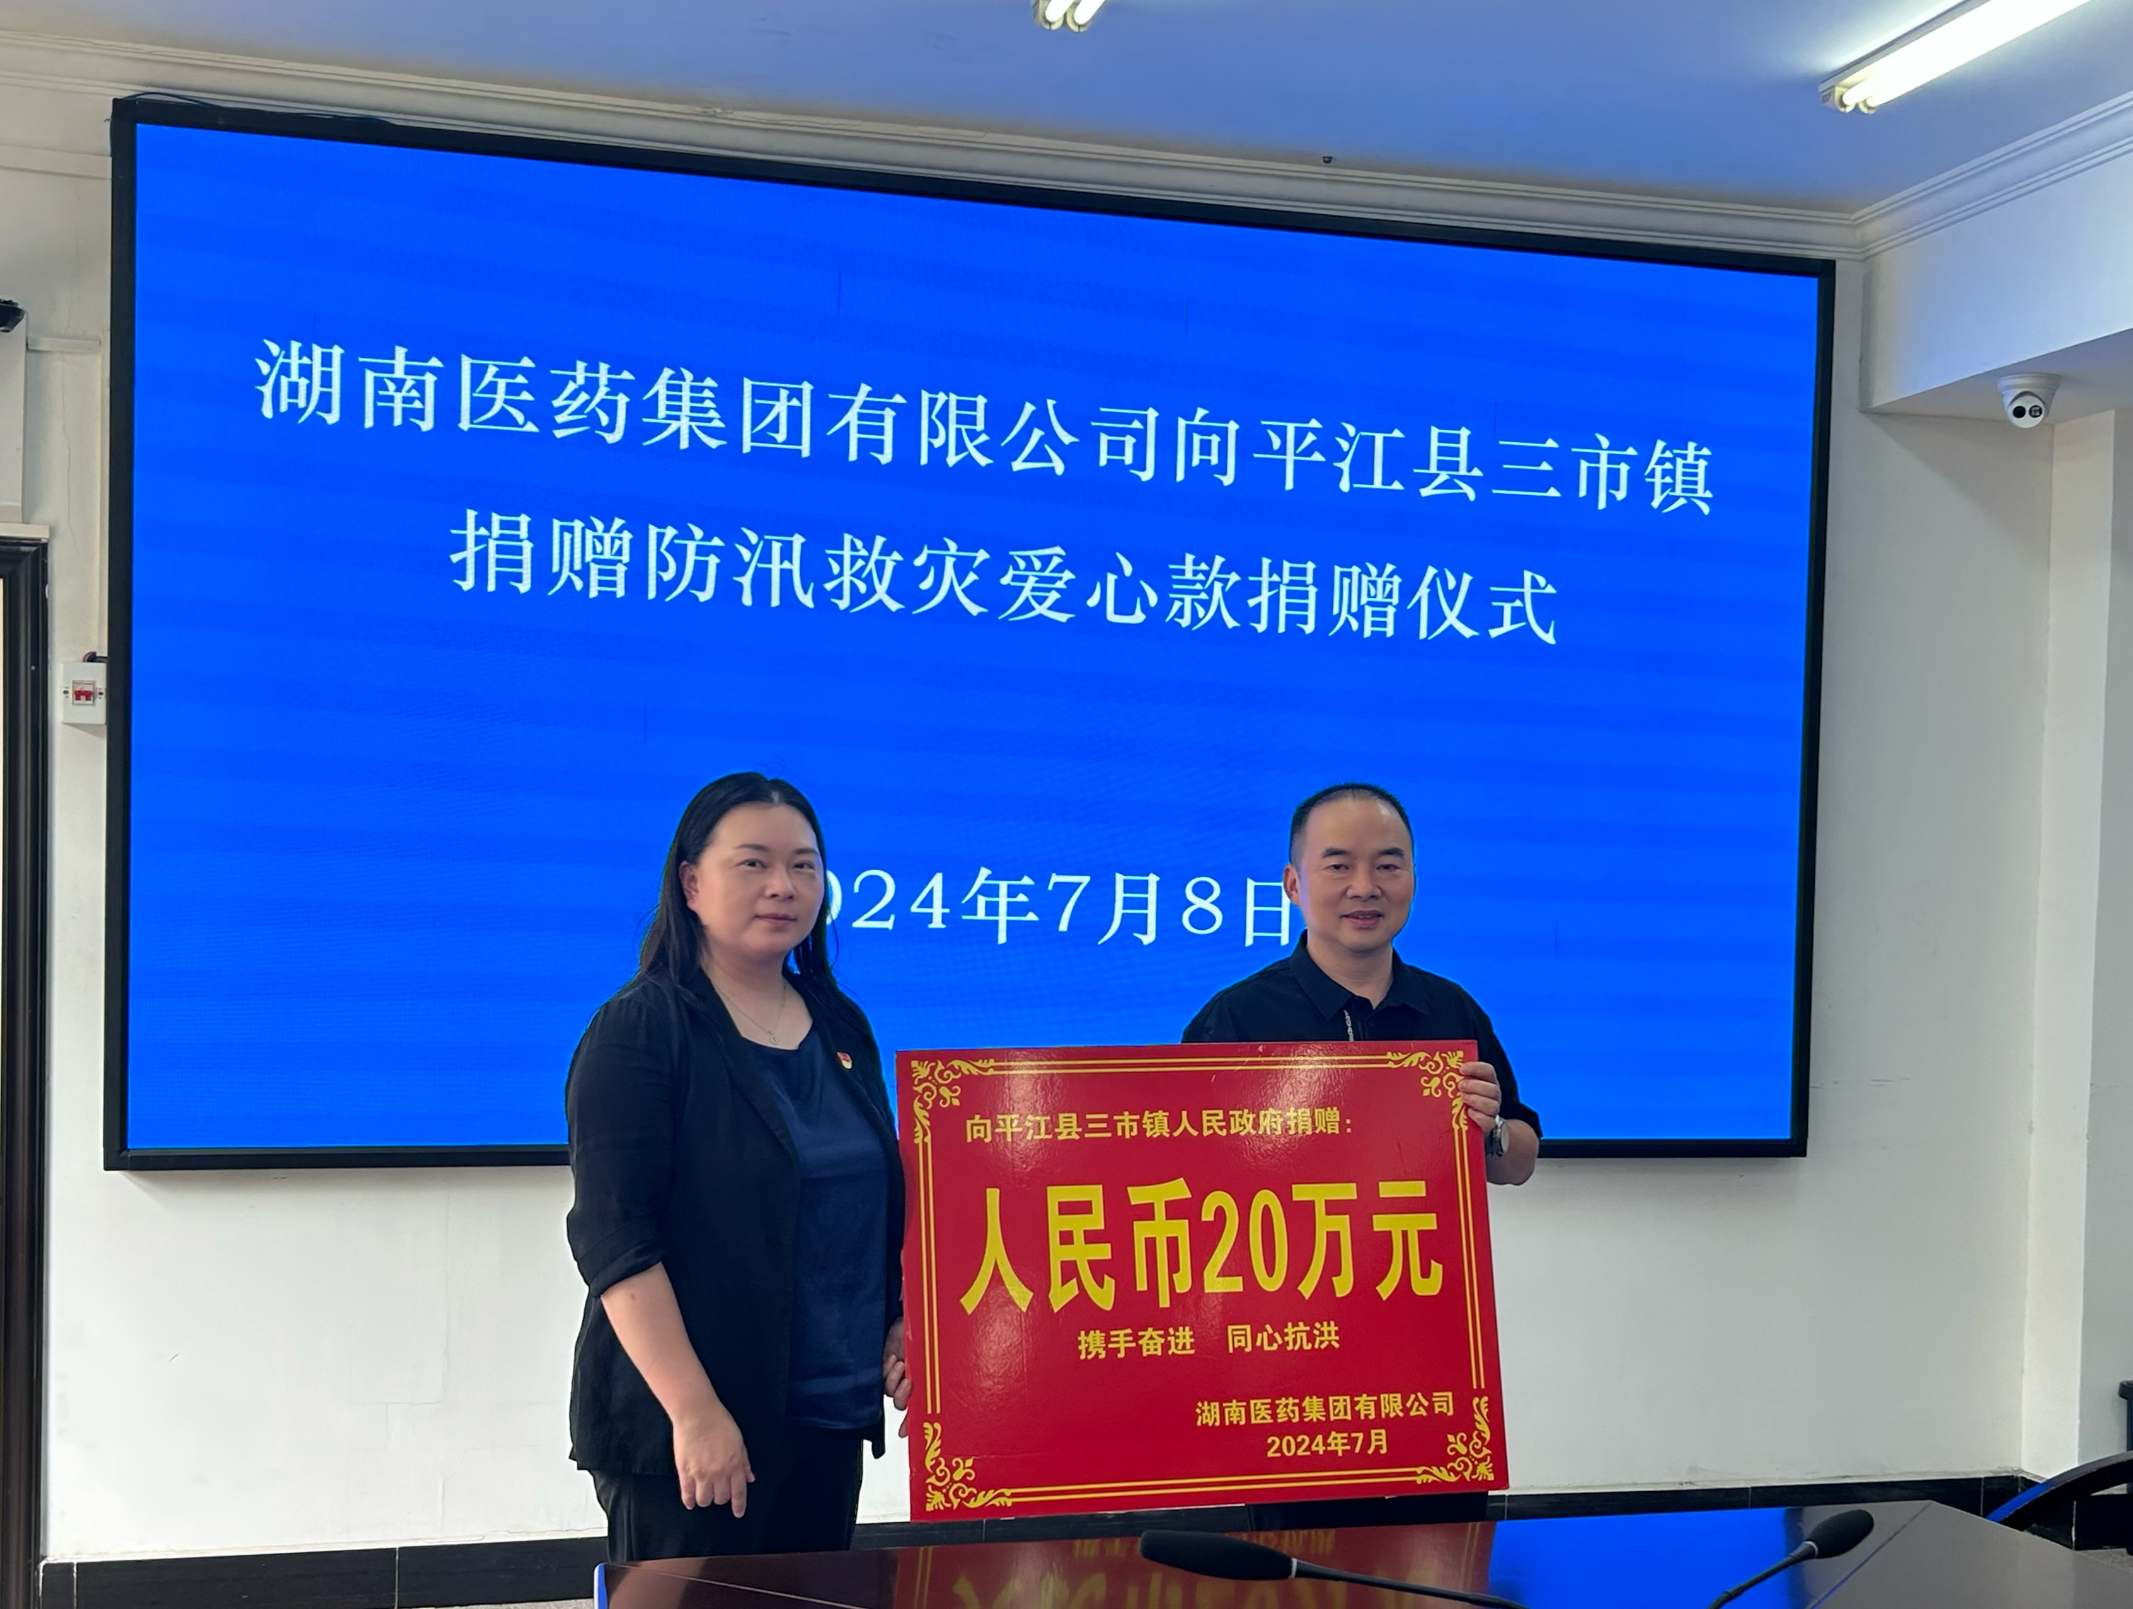 湖南医药集团有限公司向平江县三市镇
捐赠防汛救灾爱心款捐赠仪式
024年7月8日
向平江县三市镇人民政府捐赠:
人民币20万元
携手奋进 同心抗洪
湖南医药集团有限公司
2024年7月